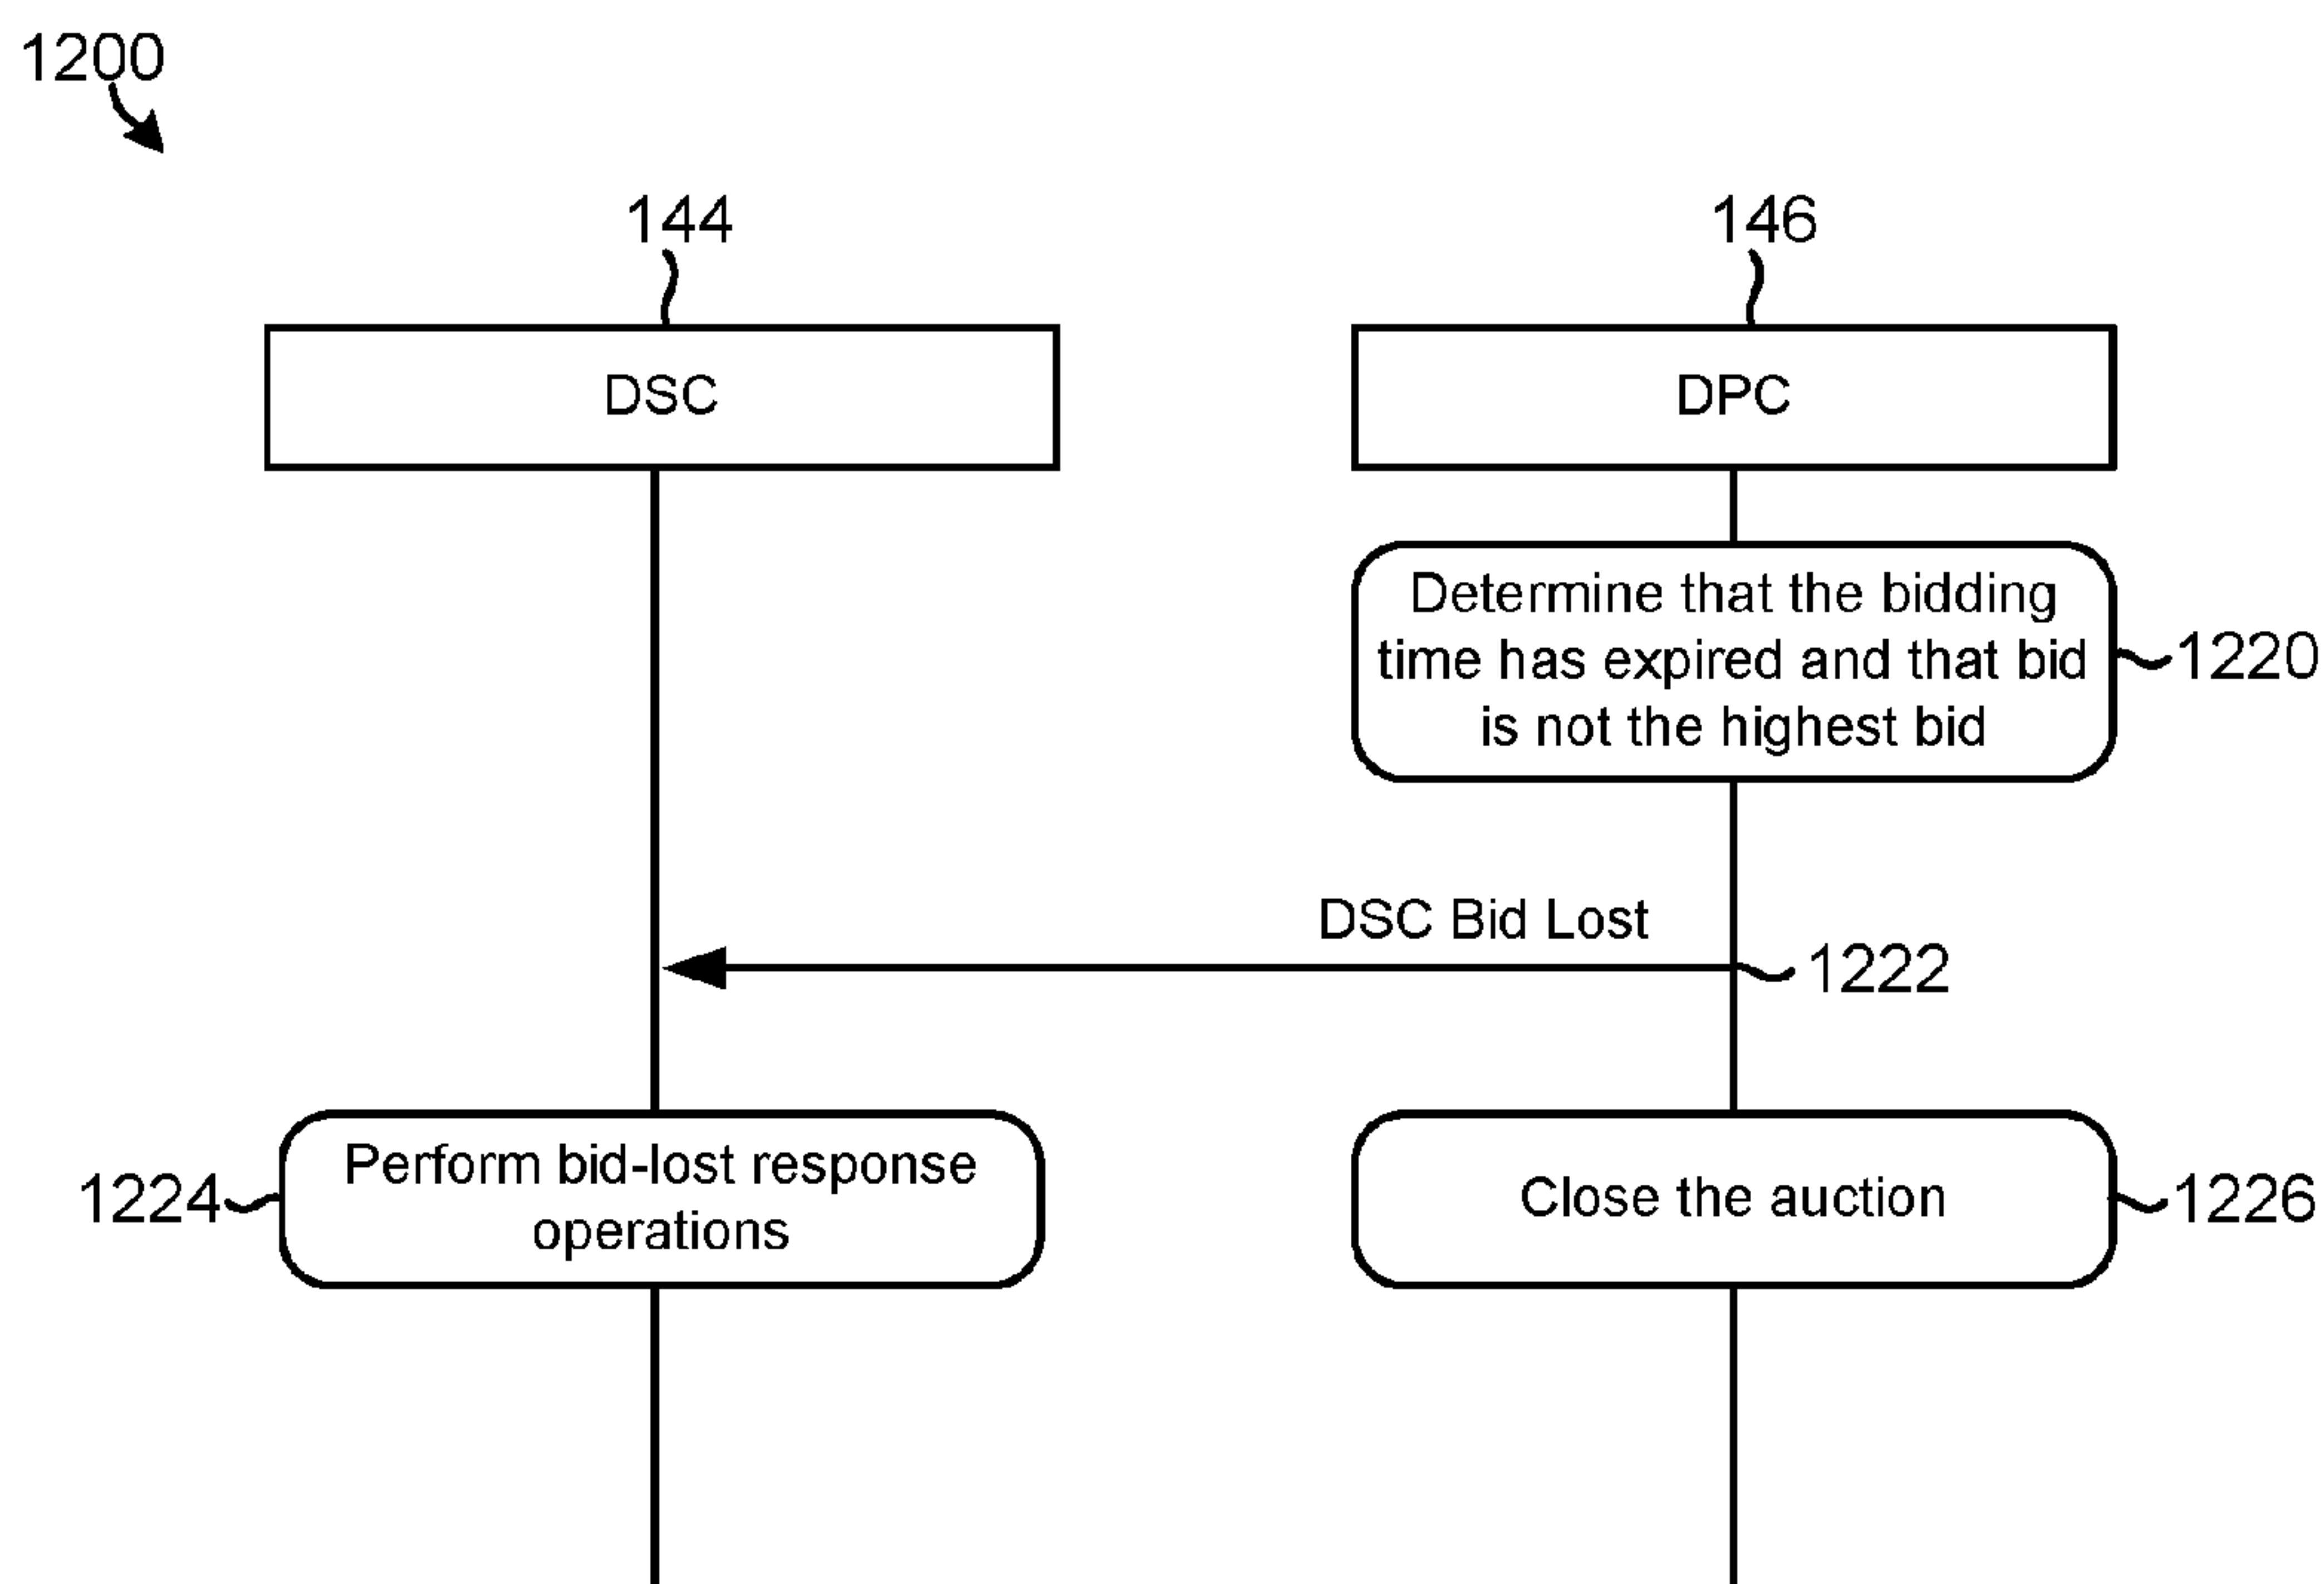 1200
144
146
DSC
DPC
Determine that the bidding
time has expired and that bid
is not the highest bid
1220
DSC Bid Lost
1222
1224
Perform bid-lost response
operations
Close the auction
1226